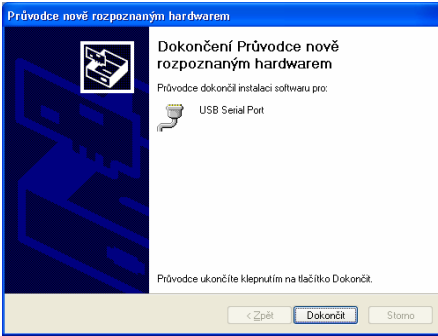 Průvodce nově rozpoznaným hardwarem
Dokončení Průvodce nově
rozpoznaným hardwarem
Průvodce dokončil instalaci softwaru pro:
USB Serial Port
Průvodce ukončíte klepnutím na tlačítko Dokončit.
< Zpět
Dokončit
Storno